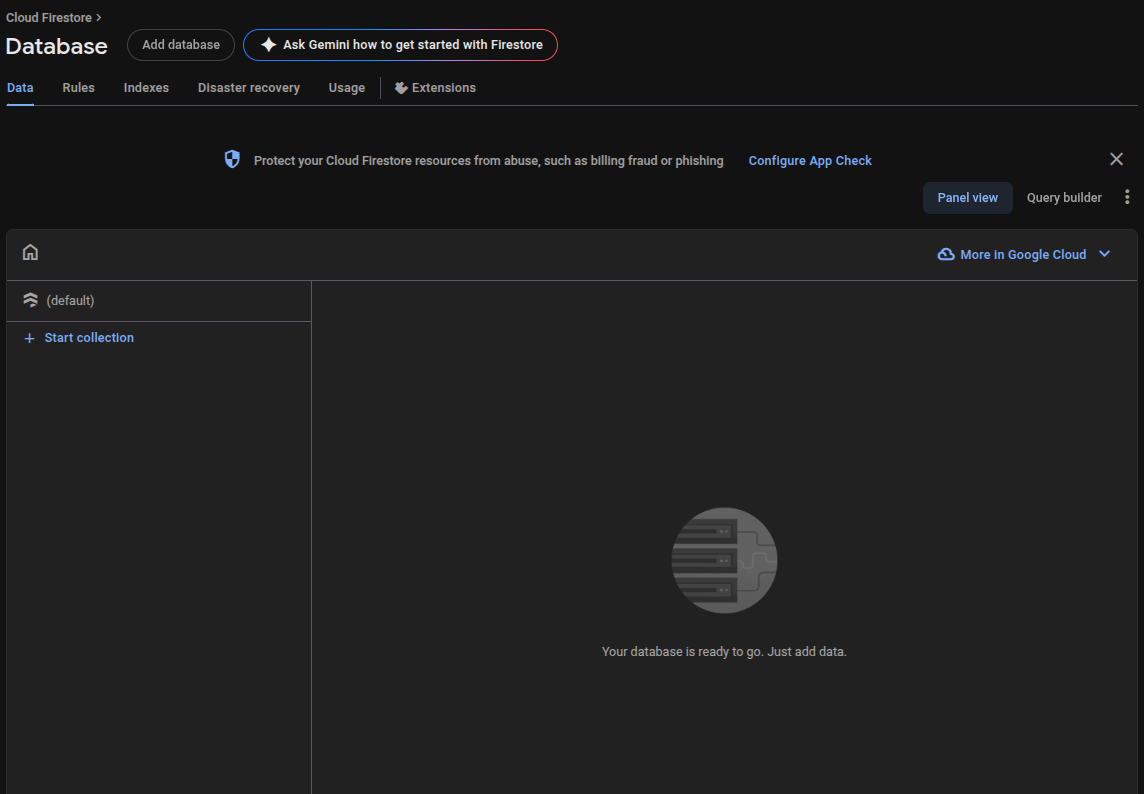 Cloud Firestore
Database
Add database
Ask Gemini how to get started with Firestore
Data
Rules
Indexes
Disaster recovery
Usage
Extensions
Protect your Cloud Firestore resources from abuse, such as billing fraud or phishing
Configure App Check
Panel view
Query builder
More in Google Cloud
(default)
Start collection
Your database is ready to go. Just add data.